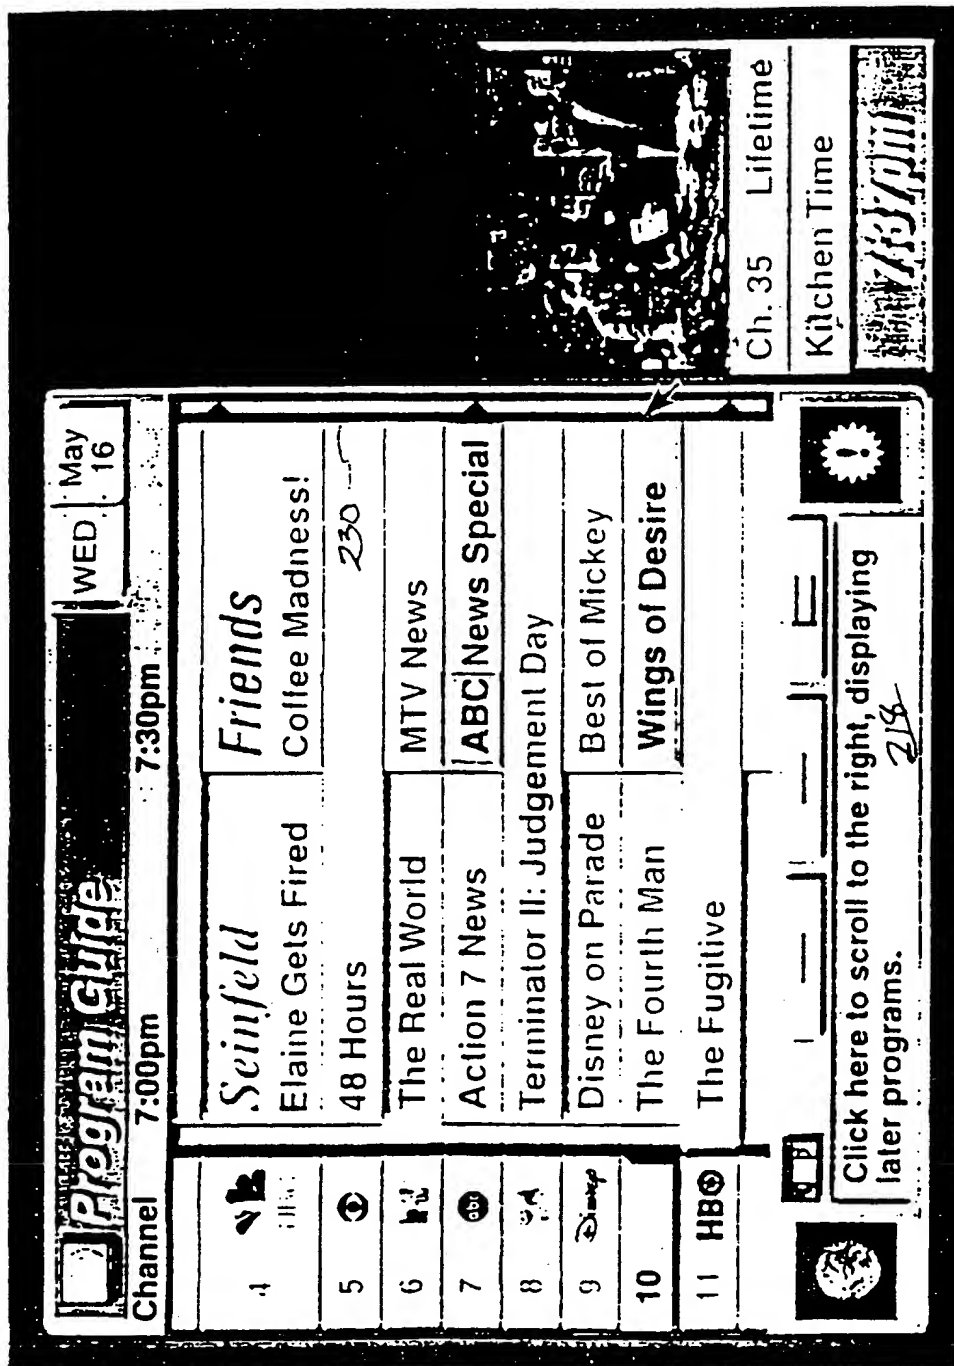 Program Guide
WED
May
16
Channel
7:00pm
7:30pm
4
Seinfeld
Elaine Gets Fired
Friends
Coffee Madness!
5
48 Hours
230
6
The Real World
MTV News
7
abc
Action 7 News
ABC News Special
8
Terminator II: Judgement Day
9
Disney
Disney on Parade
Best of Mickey
10
The Fourth Man
Wings of Desire
11
HBO
The Fugitive
!
Click here to scroll to the right, displaying
later programs.
218
Ch. 35 Lifetime
Kitchen Time